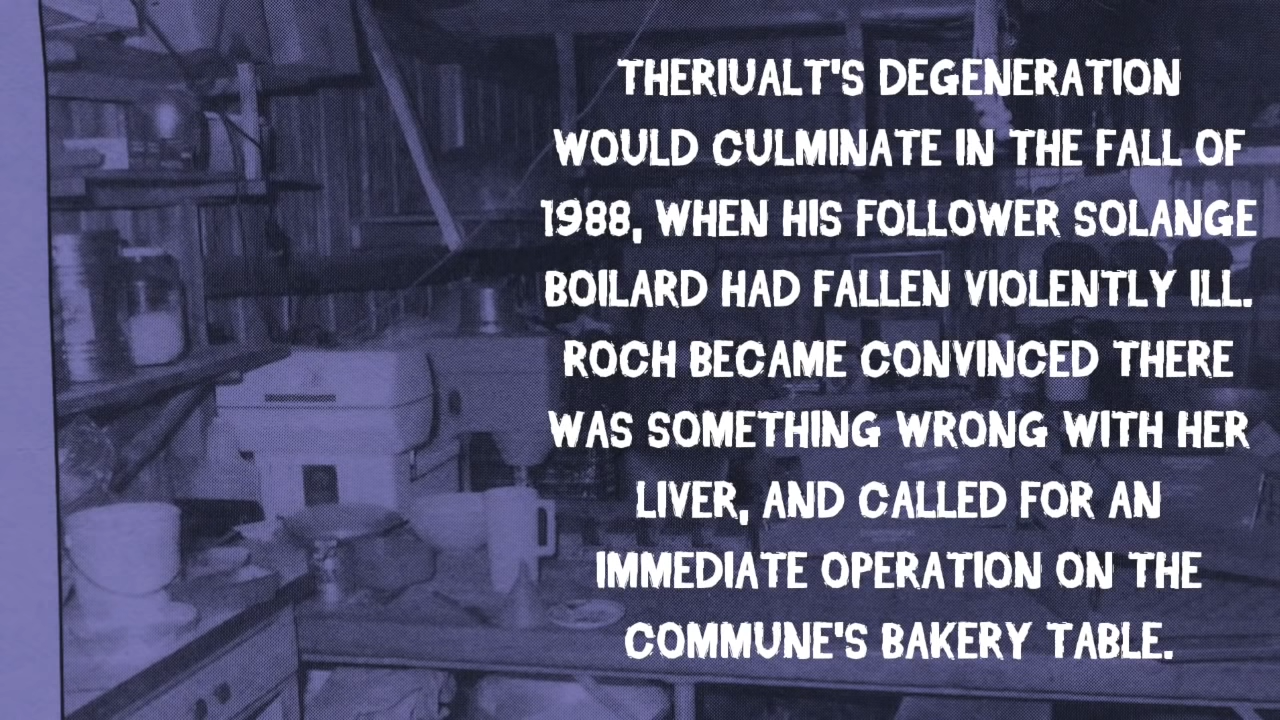 THERIUALT'S DEGENERATION
WOULD CULMINATE IN THE FALL OF
1988, WHEN HIS FOLLOWER SOLANGE
BOILARD HAD FALLEN VIOLENTLY ILL.
ROCH BECAME CONVINCED THERE
WAS SOMETHING WRONG WITH HER
LIVER, AND CALLED FOR AN
IMMEDIATE OPERATION ON THE
COMMUNE'S BAKERY TABLE.